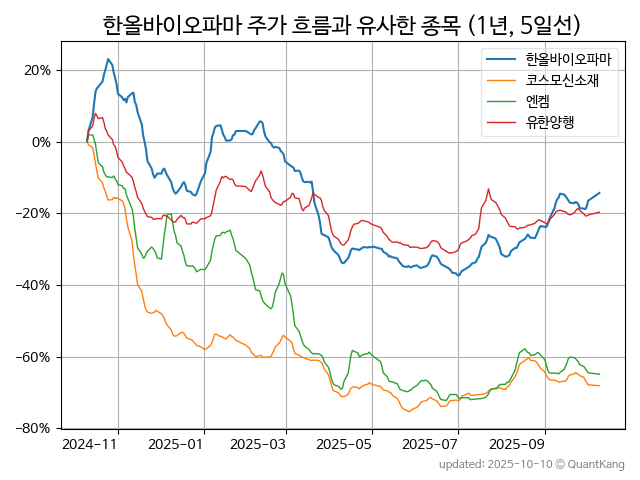 한올바이오파마 주가 흐름과 유사한 종목 (1년, 5일선)
한올바이오파마
코스모신소재
엔켐
유한양행
20%
0%
−20%
−40%
−60%
−80%
2024-11 2025-01 2025-03 2025-05 2025-07 2025-09
updated: 2025-10-10 © QuantKang